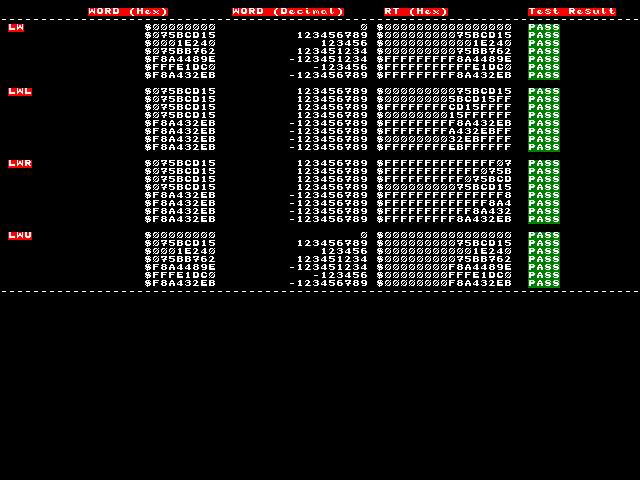 WORD (Hex) WORD (Decimal) RT (Hex) Test Result
--------------------------------------------------------------------------------
LW $00000000 0 $0000000000000000 PASS
$075BCD15 123456789 $00000000075BCD15 PASS
$0001E240 123456 $000000000001E240 PASS
$075BB762 123451234 $00000000075BB762 PASS
$F8A4489E -123451234 $FFFFFFFFF8A4489E PASS
$FFFE1DC0 -123456 $FFFFFFFFFFFE1DC0 PASS
$F8A432EB -123456789 $FFFFFFFFF8A432EB PASS
LWL $075BCD15 123456789 $00000000075BCD15 PASS
$075BCD15 123456789 $000000005BCD15FF PASS
$075BCD15 123456789 $FFFFFFFFCD15FFFF PASS
$075BCD15 123456789 $0000000015FFFFFF PASS
$F8A432EB -123456789 $FFFFFFFFF8A432EB PASS
$F8A432EB -123456789 $FFFFFFFFA432EBFF PASS
$F8A432EB -123456789 $0000000032EBFFFF PASS
$F8A432EB -123456789 $FFFFFFFFEBFFFFFF PASS
LWR $075BCD15 123456789 $FFFFFFFFFFFFFF07 PASS
$075BCD15 123456789 $FFFFFFFFFFFF075B PASS
$075BCD15 123456789 $FFFFFFFFFF075BCD PASS
$075BCD15 123456789 $00000000075BCD15 PASS
$F8A432EB -123456789 $FFFFFFFFFFFFFFF8 PASS
$F8A432EB -123456789 $FFFFFFFFFFFFF8A4 PASS
$F8A432EB -123456789 $FFFFFFFFFFF8A432 PASS
$F8A432EB -123456789 $FFFFFFFFF8A432EB PASS
LWU $00000000 0 $0000000000000000 PASS
$075BCD15 123456789 $00000000075BCD15 PASS
$0001E240 123456 $000000000001E240 PASS
$075BB762 123451234 $00000000075BB762 PASS
$F8A4489E -123451234 $00000000F8A4489E PASS
$FFFE1DC0 -123456 $00000000FFFE1DC0 PASS
$F8A432EB -123456789 $00000000F8A432EB PASS
--------------------------------------------------------------------------------